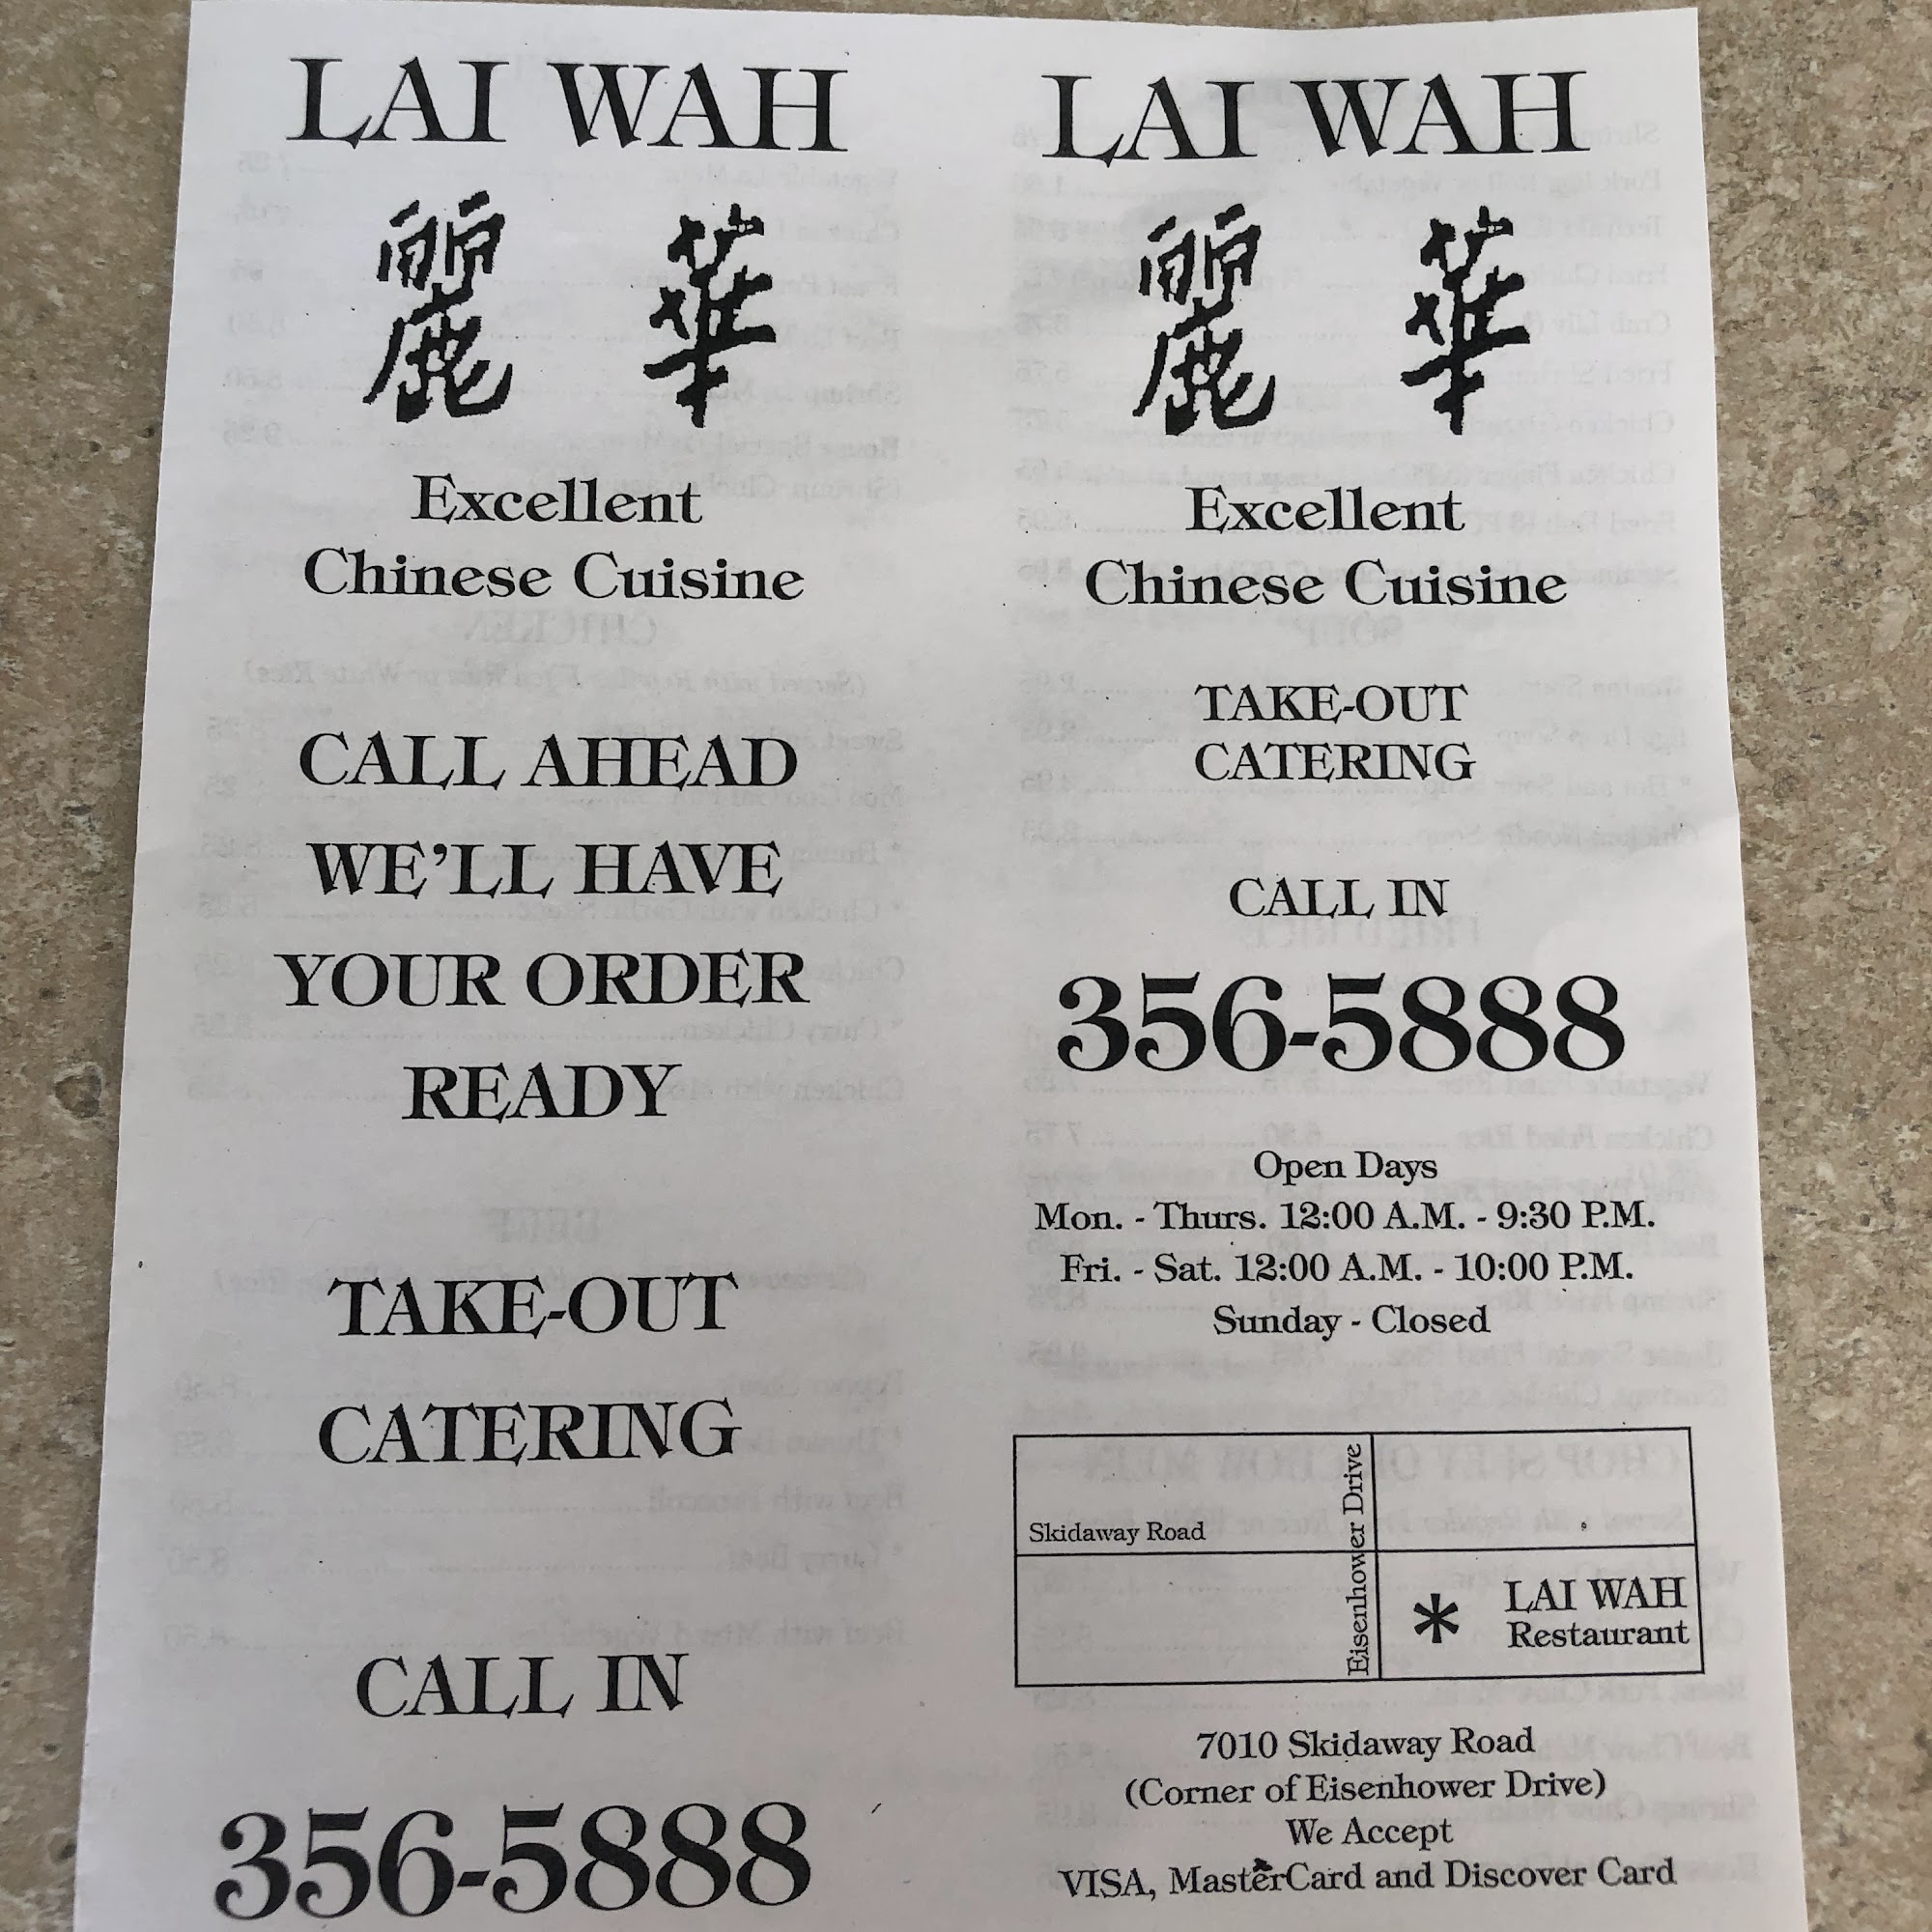 LAI WAH
麗 華
Excellent
Chinese Cuisine
CALL AHEAD
WE'LL HAVE
YOUR ORDER
READY
TAKE-OUT
CATERING
CALL IN
356-5888
LAI WAH
麗 華
Excellent
Chinese Cuisine
TAKE-OUT
CATERING
CALL IN
356-5888
Open Days
Mon. - Thurs. 12:00 A.M. - 9:30 P.M.
Fri. - Sat. 12:00 A.M. - 10:00 P.M.
Sunday - Closed
Skidaway Road
Eisenhower Drive
* LAI WAH
Restaurant
7010 Skidaway Road
(Corner of Eisenhower Drive)
We Accept
VISA, MasterCard and Discover Card